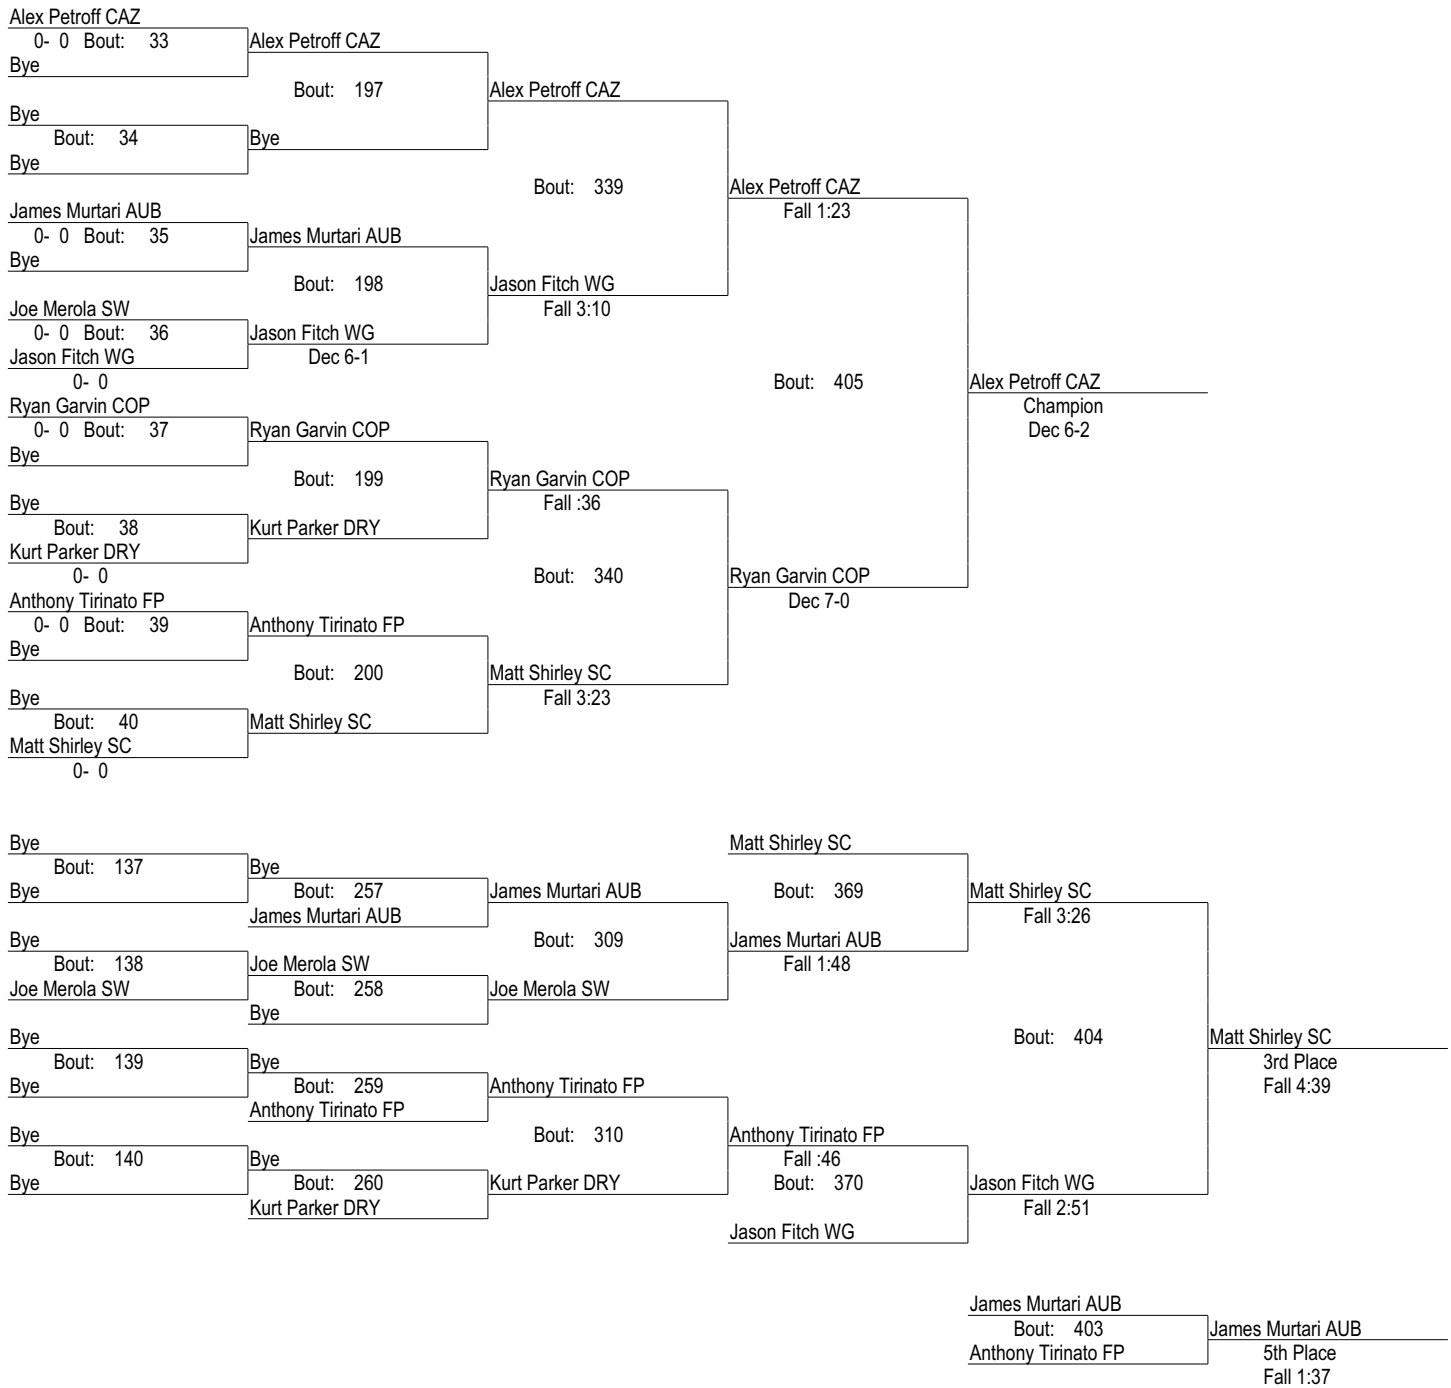 Alex Petroff CAZ
0- 0 Bout: 33
Alex Petroff CAZ
Bye
Bout: 197
Alex Petroff CAZ
Bye
Bout: 34
Bye
Bye
Bout: 339
Alex Petroff CAZ
Fall 1:23
James Murtari AUB
0- 0 Bout: 35
James Murtari AUB
Bye
Bout: 198
Jason Fitch WG
Fall 3:10
Joe Merola SW
0- 0 Bout: 36
Jason Fitch WG
Dec 6-1
Jason Fitch WG
0- 0
Bout: 405
Alex Petroff CAZ
Champion
Dec 6-2
Ryan Garvin COP
0- 0 Bout: 37
Ryan Garvin COP
Bye
Bout: 199
Ryan Garvin COP
Fall :36
Bye
Bout: 38
Kurt Parker DRY
Kurt Parker DRY
0- 0
Bout: 340
Ryan Garvin COP
Dec 7-0
Anthony Tirinato FP
0- 0 Bout: 39
Anthony Tirinato FP
Bye
Bout: 200
Matt Shirley SC
Fall 3:23
Bye
Bout: 40
Matt Shirley SC
Matt Shirley SC
0- 0
Bye
Bout: 137
Bye
Bye
Bout: 257
James Murtari AUB
James Murtari AUB
Matt Shirley SC
Bout: 369
Matt Shirley SC
Fall 3:26
Bye
Bout: 309
James Murtari AUB
Fall 1:48
Bout: 138
Joe Merola SW
Joe Merola SW
Bout: 258
Joe Merola SW
Bye
Bye
Bout: 139
Bye
Bye
Bout: 259
Anthony Tirinato FP
Anthony Tirinato FP
Bout: 404
Matt Shirley SC
3rd Place
Fall 4:39
Bye
Bout: 310
Anthony Tirinato FP
Fall :46
Bout: 140
Bye
Bye
Bout: 260
Kurt Parker DRY
Kurt Parker DRY
Bout: 370
Jason Fitch WG
Fall 2:51
Jason Fitch WG
James Murtari AUB
Bout: 403
James Murtari AUB
Anthony Tirinato FP
5th Place
Fall 1:37